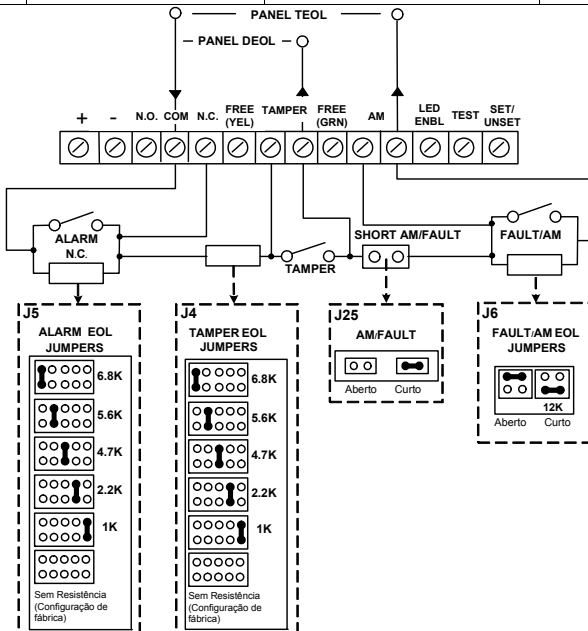 PANEL TEOL
PANEL DEOL
+ - N.O. COM N.C. FREE (YEL) TAMPER FREE (GRN) AM LED ENBL TEST SET/ UNSET
ALARM
N.C.
TAMPER
SHORT AM/FAULT
FAULT/AM
J5
ALARM EOL
JUMPERS
6.8K
5.6K
4.7K
2.2K
1K
Sem Resistência
(Configuração de
fábrica)
J4
TAMPER EOL
JUMPERS
6.8K
5.6K
4.7K
2.2K
1K
Sem Resistência
(Configuração de
fábrica)
J25
AM/FAULT
Aberto Curto
J6
FAULT/AM EOL
JUMPERS
12K
Aberto Curto